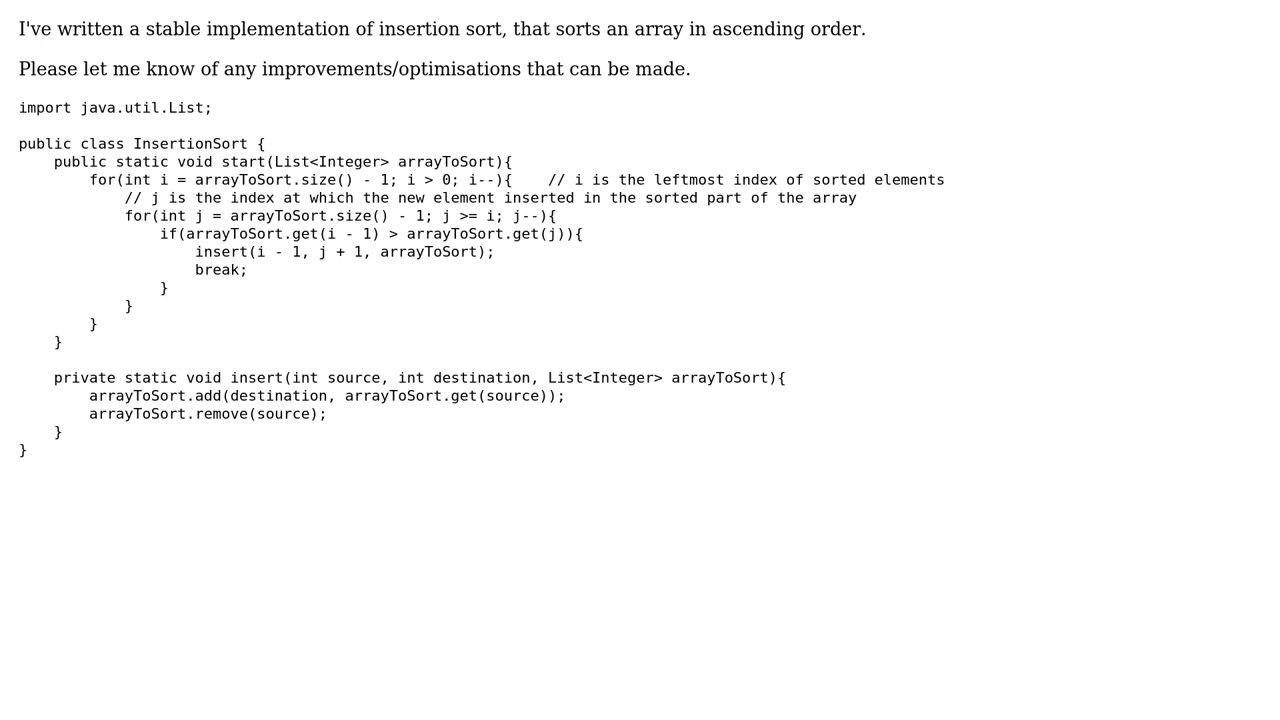 I've written a stable implementation of insertion sort, that sorts an array in ascending order.
Please let me know of any improvements/optimisations that can be made.
import java.util.List;
public class InsertionSort {
    public static void start(List<Integer> arrayToSort){
        for(int i = arrayToSort.size() - 1; i > 0; i--){    // i is the leftmost index of sorted elements
            // j is the index at which the new element inserted in the sorted part of the array
            for(int j = arrayToSort.size() - 1; j >= i; j--){
                if(arrayToSort.get(i - 1) > arrayToSort.get(j)){
                    insert(i - 1, j + 1, arrayToSort);
                    break;
                }
            }
        }
    }
    private static void insert(int source, int destination, List<Integer> arrayToSort){
        arrayToSort.add(destination, arrayToSort.get(source));
        arrayToSort.remove(source);
    }
}